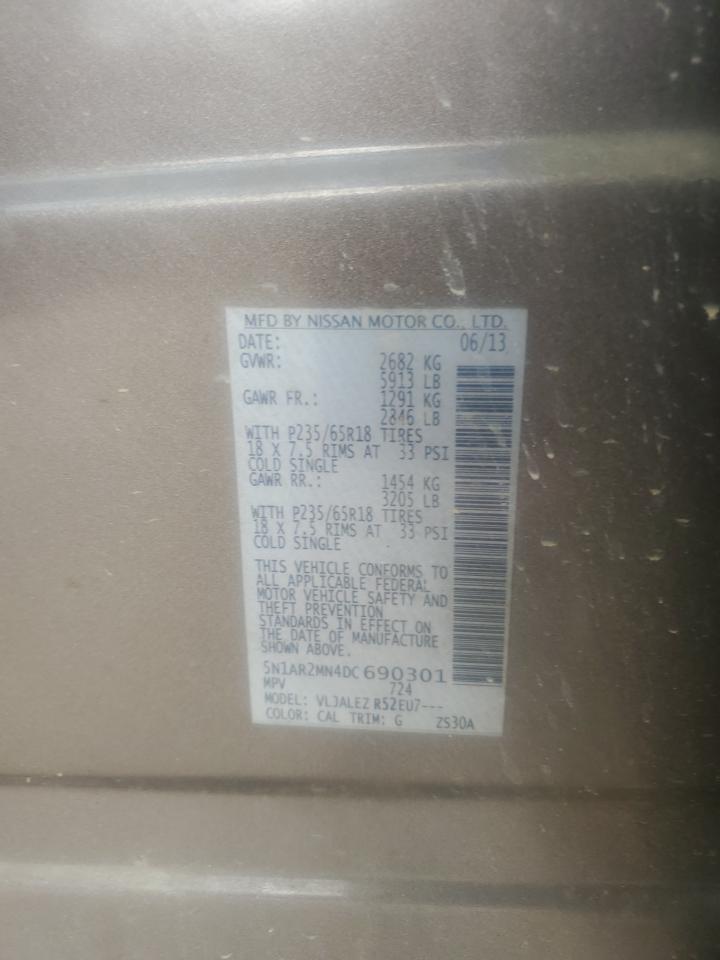 MFD BY NISSAN MOTOR CO., LTD.
DATE: 06/13
GVWR: 2682 KG
5913 LB
GAWR FR.: 1291 KG
2846 LB
WITH P235/65R18 TIRES
18 X 7.5 RIMS AT 33 PSI
COLD SINGLE
GAWR RR.: 1454 KG
3205 LB
WITH P235/65R18 TIRES
18 X 7.5 RIMS AT 33 PSI
COLD SINGLE
THIS VEHICLE CONFORMS TO
ALL APPLICABLE FEDERAL
MOTOR VEHICLE SAFETY AND
THEFT PREVENTION
STANDARDS IN EFFECT ON
THE DATE OF MANUFACTURE
SHOWN ABOVE.
5N1AR2MN4DC690301
MPV 724
MODEL: VLJALEZ R52EU7---
COLOR: CAL TRIM: G ZS30A